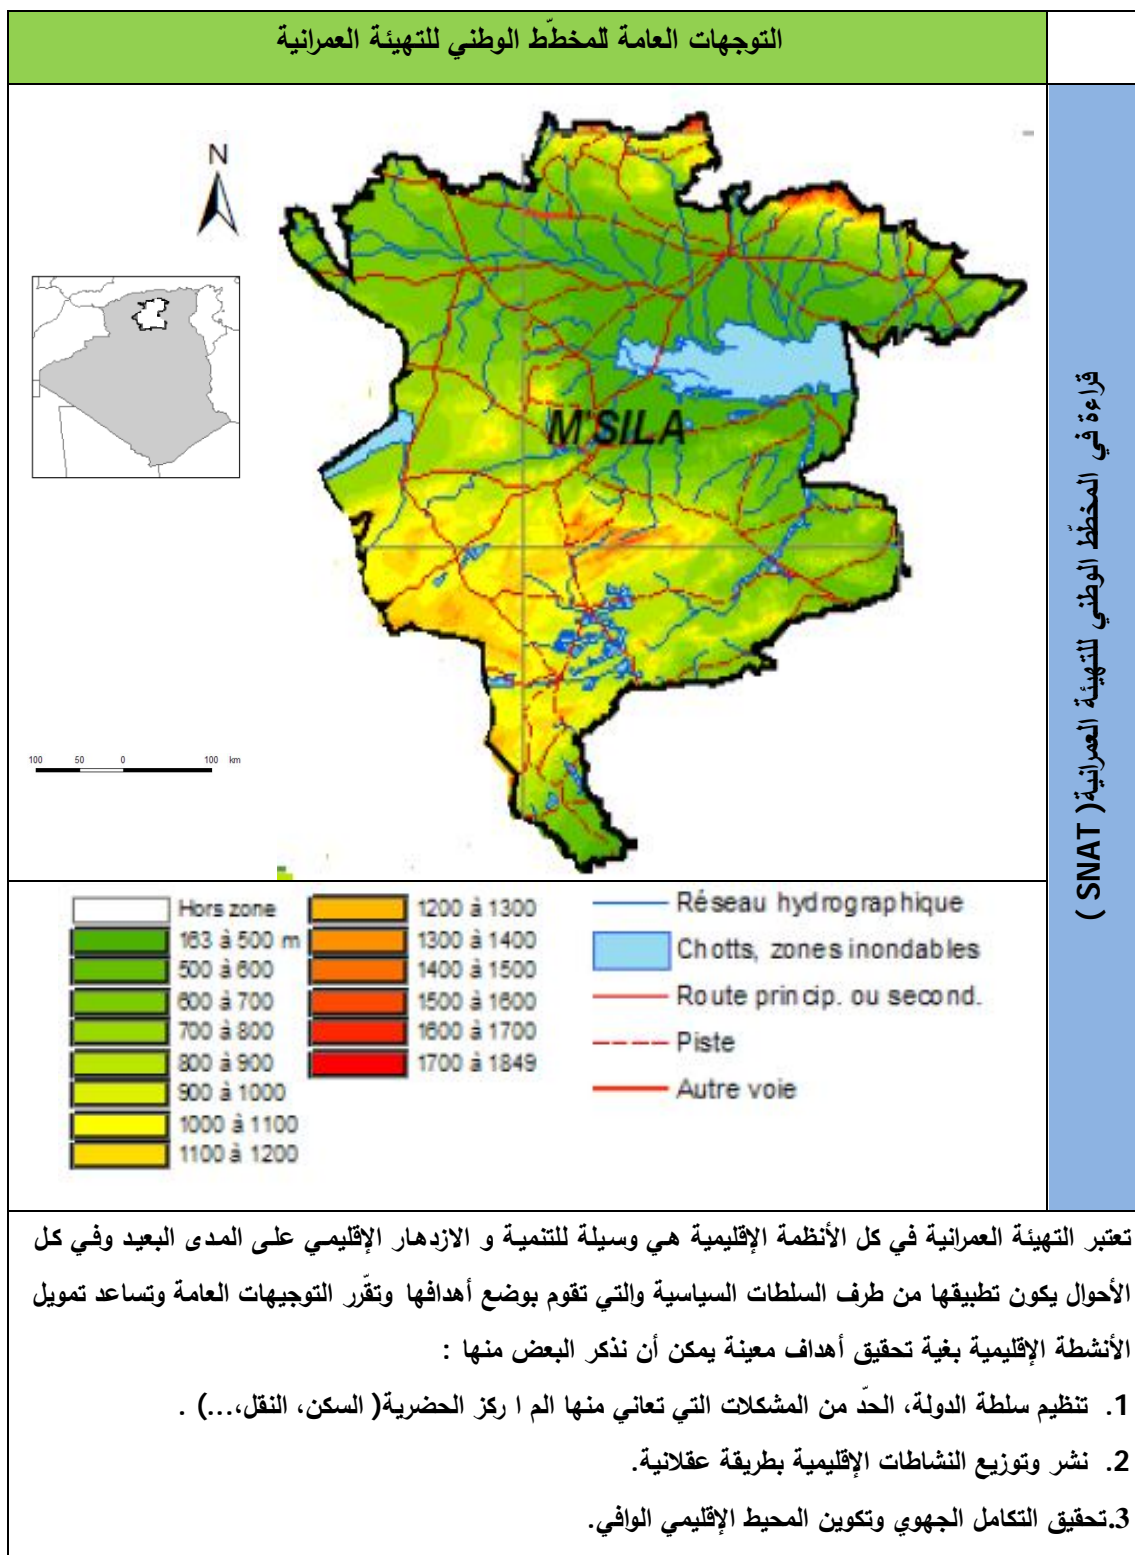 التوجهات العامة للمخطّط الوطني للتهيئة العمرانية
قراءة في المخطّط الوطني للتهيئة العمرانية( SNAT )
N
M'SILA
100 50 0 100 km
Hors zone
163 à 500 m
500 à 600
600 à 700
700 à 800
800 à 900
900 à 1000
1000 à 1100
1100 à 1200
1200 à 1300
1300 à 1400
1400 à 1500
1500 à 1600
1600 à 1700
1700 à 1849
Réseau hydrographique
Chotts, zones inondables
Route princip. ou second.
Piste
Autre voie
تعتبر التهيئة العمرانية في كل الأنظمة الإقليمية هي وسيلة للتنمية و الازدهار الإقليمي على المدى البعيد وفي كل
الأحوال يكون تطبيقها من طرف السلطات السياسية والتي تقوم بوضع أهدافها وتقّرر التوجيهات العامة وتساعد تمويل
الأنشطة الإقليمية بغية تحقيق أهداف معينة يمكن أن نذكر البعض منها :
1. تنظيم سلطة الدولة، الحدّ من المشكلات التي تعاني منها الم ا ركز الحضرية( السكن، النقل،...) .
2. نشر وتوزيع النشاطات الإقليمية بطريقة عقلانية.
3.تحقيق التكامل الجهوي وتكوين المحيط الإقليمي الوافي.